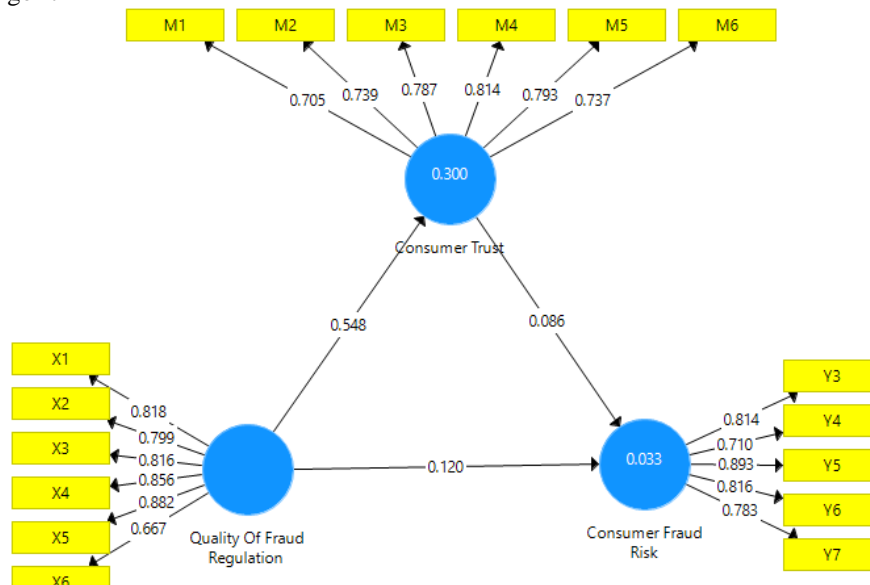 M1 M2 M3 M4 M5 M6
0.705 0.739 0.787 0.814 0.793 0.737
0.300
Consumer Trust
0.548 0.086
X1
X2
X3
X4
X5
X6
0.818
0.799
0.816
0.856
0.882
0.667
Quality Of Fraud
Regulation
0.120
0.033
Consumer Fraud
Risk
0.814
0.710
0.893
0.816
0.783
Y3
Y4
Y5
Y6
Y7